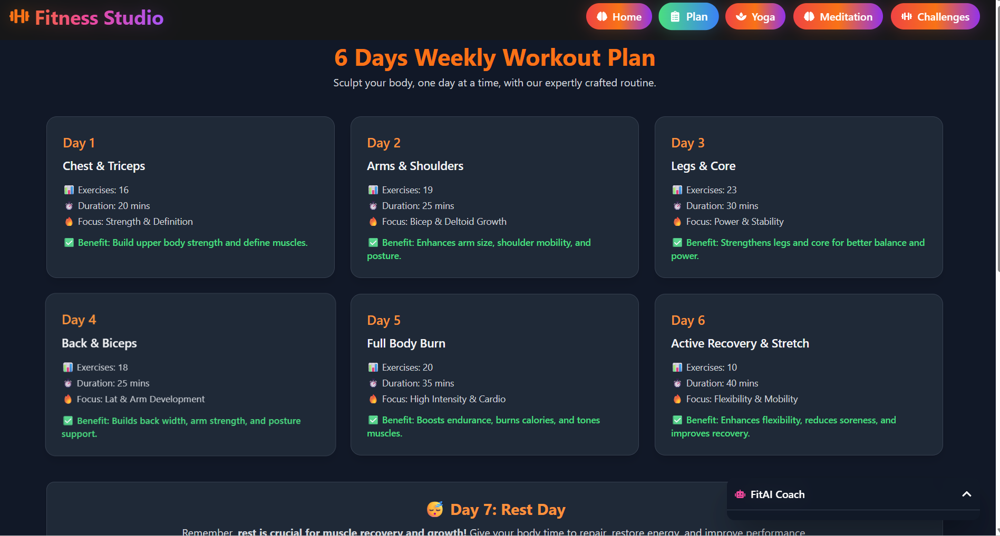 Fitness Studio
Home
Plan
Yoga
Meditation
Challenges
6 Days Weekly Workout Plan
Sculpt your body, one day at a time, with our expertly crafted routine.
Day 1
Chest & Triceps
Exercises: 16
Duration: 20 mins
Focus: Strength & Definition
Benefit: Build upper body strength and define muscles.
Day 2
Arms & Shoulders
Exercises: 19
Duration: 25 mins
Focus: Bicep & Deltoid Growth
Benefit: Enhances arm size, shoulder mobility, and
posture.
Day 3
Legs & Core
Exercises: 23
Duration: 30 mins
Focus: Power & Stability
Benefit: Strengthens legs and core for better balance and
power.
Day 4
Back & Biceps
Exercises: 18
Duration: 25 mins
Focus: Lat & Arm Development
Benefit: Builds back width, arm strength, and posture
support.
Day 5
Full Body Burn
Exercises: 20
Duration: 35 mins
Focus: High Intensity & Cardio
Benefit: Boosts endurance, burns calories, and tones
muscles.
Day 6
Active Recovery & Stretch
Exercises: 10
Duration: 40 mins
Focus: Flexibility & Mobility
Benefit: Enhances flexibility, reduces soreness, and
improves recovery.
Day 7: Rest Day
Remember, rest is crucial for muscle recovery and growth! Give your body time to repair, restore energy, and improve performance
FitAI Coach